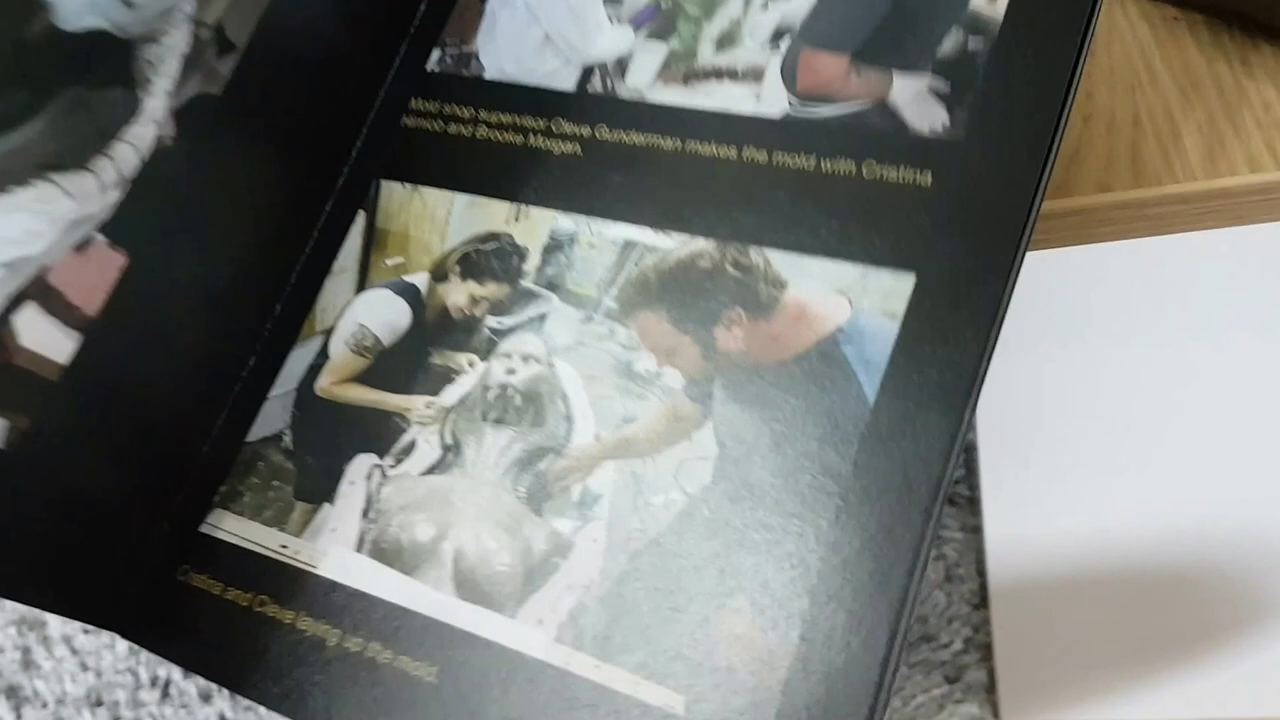 Mold shop supervisor Cleve Gunderman makes the mold with Cristina
Himido and Brooke Morgan.
Cristina and Cleve laying up the mold.